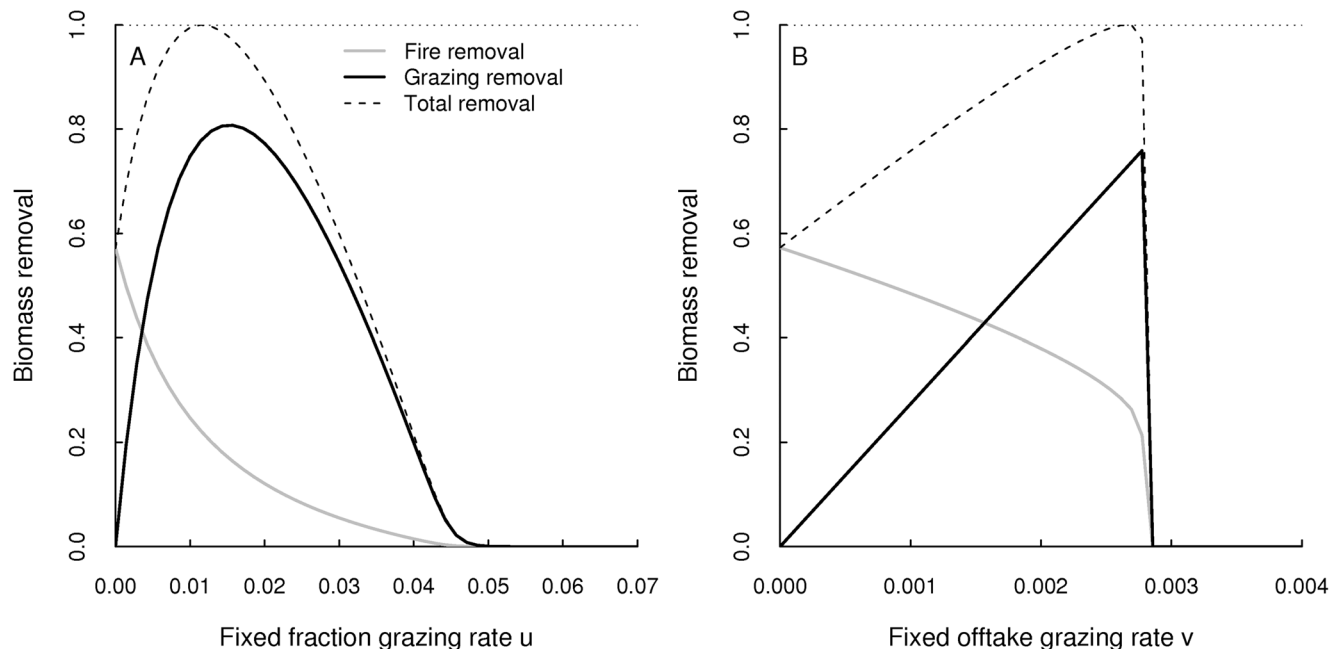 A
Fire removal
Grazing removal
Total removal
Biomass removal
0.0 0.2 0.4 0.6 0.8 1.0
0.00 0.01 0.02 0.03 0.04 0.05 0.06 0.07
Fixed fraction grazing rate u
B
Biomass removal
0.0 0.2 0.4 0.6 0.8 1.0
0.000 0.001 0.002 0.003 0.004
Fixed offtake grazing rate v